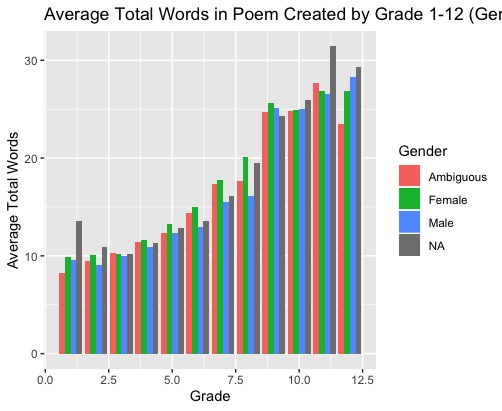 Average Total Words in Poem Created by Grade 1-12 (Ger
30
20
10
0
Average Total Words
0.0 2.5 5.0 7.5 10.0 12.5
Grade
Gender
Ambiguous
Female
Male
NA